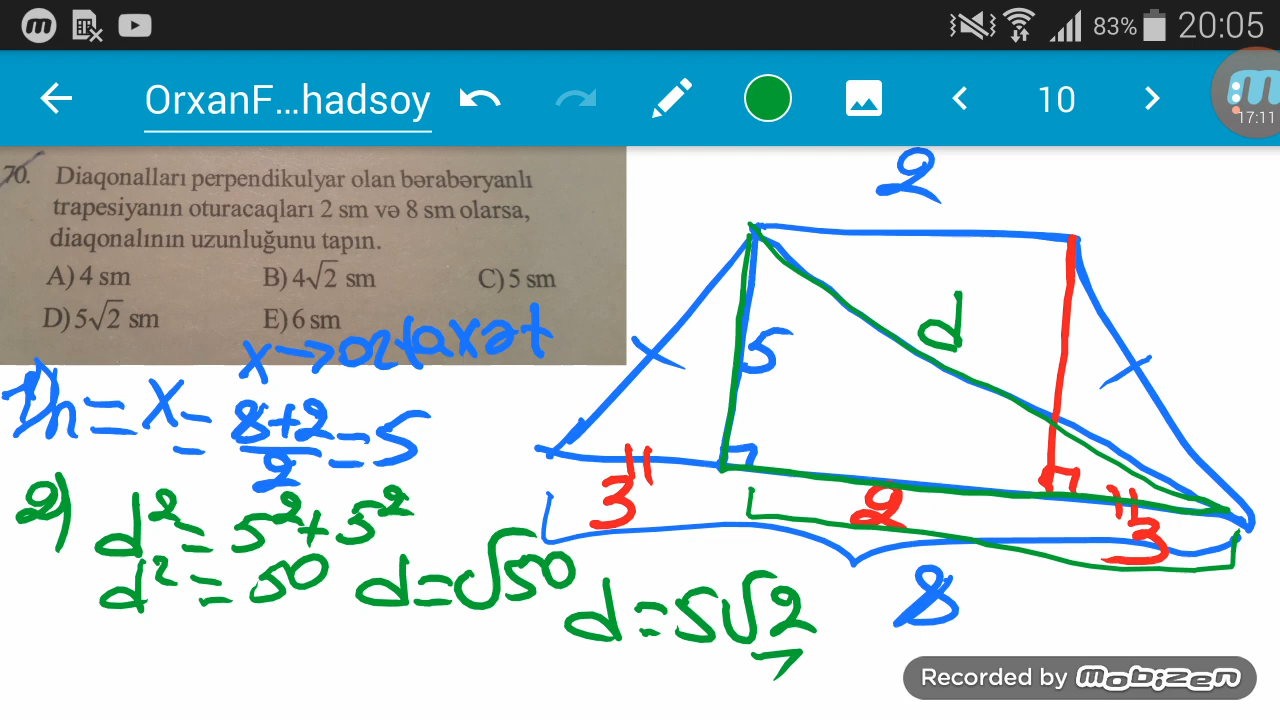 83% 20:05
OrxanF...hadsoy 10
17:11
70. Diaqonalları perpendikulyar olan bərabəryanlı
trapesiyanın oturacaqları 2 sm və 8 sm olarsa,
diaqonalının uzunluğunu tapın.
A) 4 sm B) 4√2 sm C) 5 sm
D) 5√2 sm E) 6 sm
x→ortaxət
1)h=x=8+2/2=5
2) d²=5²+5²
d²=50 d=√50 d=5√2
2
5 d
3 2 3
8
Recorded by mobizen